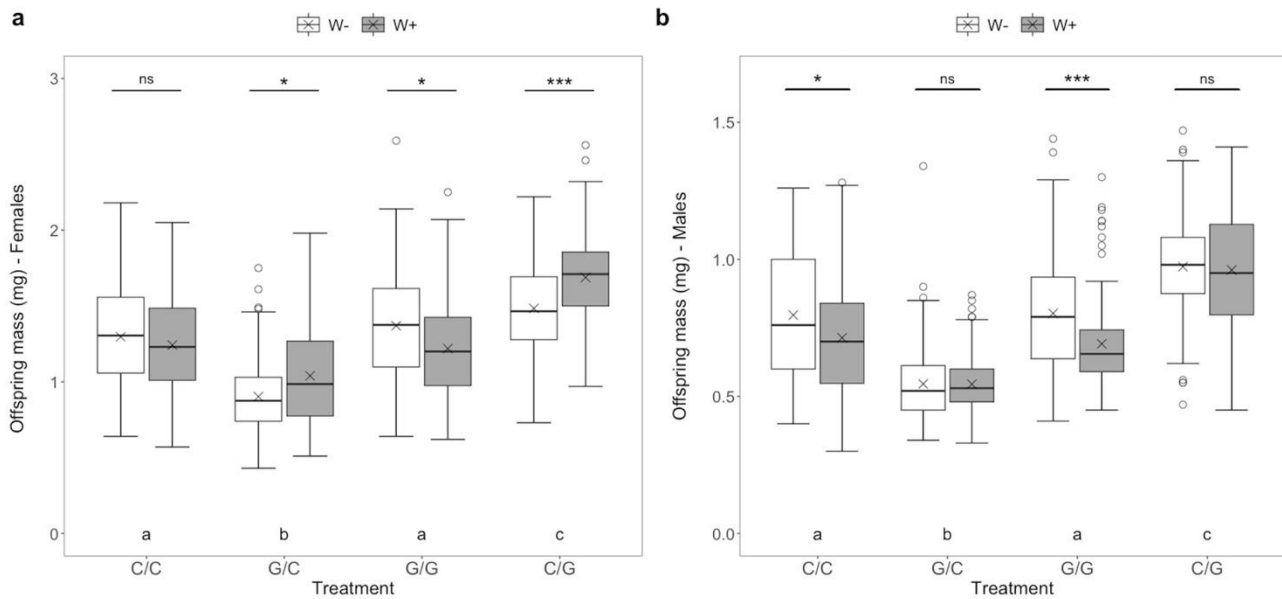 a
W- W+
Offspring mass (mg) - Females
3
2
1
0
ns * * ***
a b a c
C/C G/C G/G C/G
Treatment
b
W- W+
Offspring mass (mg) - Males
1.5
1.0
0.5
0.0
* ns *** ns
a b a c
C/C G/C G/G C/G
Treatment